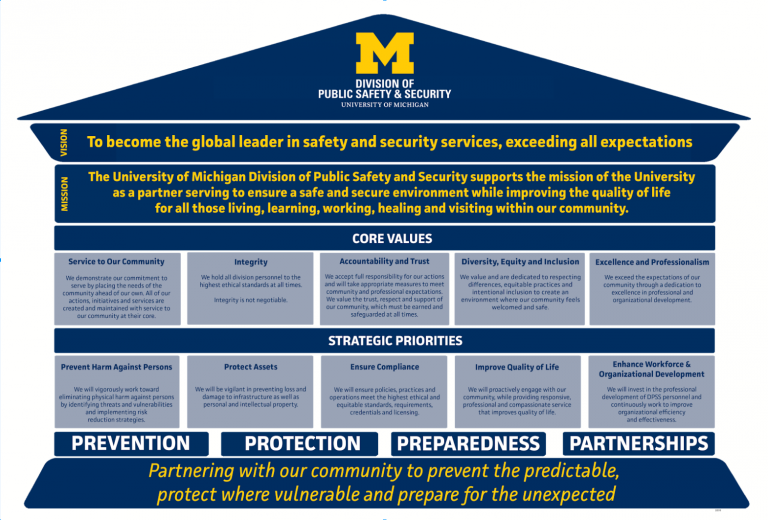 M
DIVISION OF
PUBLIC SAFETY & SECURITY
UNIVERSITY OF MICHIGAN
VISION
To become the global leader in safety and security services, exceeding all expectations
MISSION
The University of Michigan Division of Public Safety and Security supports the mission of the University
as a partner serving to ensure a safe and secure environment while improving the quality of life
for all those living, learning, working, healing and visiting within our community.
CORE VALUES
Service to Our Community
We demonstrate our commitment to
serve by placing the needs of the
community ahead of our own. All of our
actions, initiatives and services are
created and maintained with service to
our community at their core.
Integrity
We hold all division personnel to the
highest ethical standards at all times.
Integrity is not negotiable.
Accountability and Trust
We accept full responsibility for our actions
and will take appropriate measures to meet
community and professional expectations.
We value the trust, respect and support of
our community, which must be earned and
safeguarded at all times.
Diversity, Equity and Inclusion
We value and are dedicated to respecting
differences, equitable practices and
intentional inclusion to create an
environment where our community feels
welcomed and safe.
Excellence and Professionalism
We exceed the expectations of our
community through a dedication to
excellence in professional and
organizational development.
STRATEGIC PRIORITIES
Prevent Harm Against Persons
We will vigorously work toward
eliminating physical harm against persons
by identifying threats and vulnerabilities
and implementing risk
reduction strategies.
Protect Assets
We will be vigilant in preventing loss and
damage to infrastructure as well as
personal and intellectual property.
Ensure Compliance
We will ensure policies, practices and
operations meet the highest ethical and
equitable standards, requirements,
credentials and licensing.
Improve Quality of Life
We will proactively engage with our
community, while providing responsive,
professional and compassionate service
that improves quality of life.
Enhance Workforce &
Organizational Development
We will invest in the professional
development of DPSS personnel and
continuously work to improve
organizational efficiency
and effectiveness.
PREVENTION
PROTECTION
PREPAREDNESS
PARTNERSHIPS
Partnering with our community to prevent the predictable,
protect where vulnerable and prepare for the unexpected